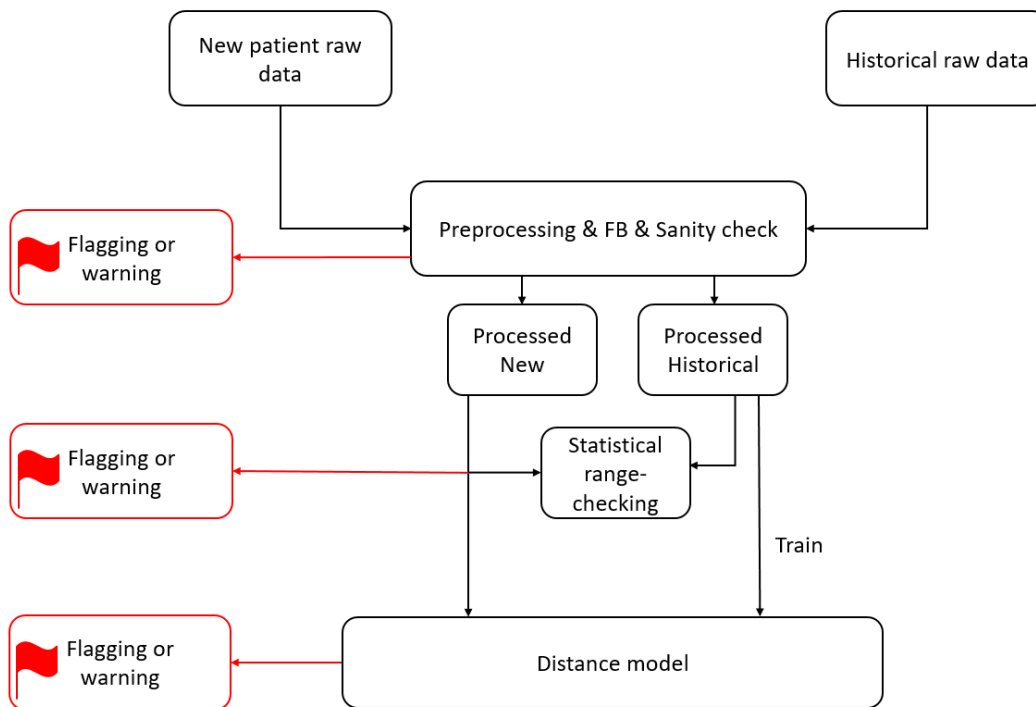 New patient raw
data
Historical raw data
Preprocessing & FB & Sanity check
Flagging or
warning
Processed
New
Processed
Historical
Flagging or
warning
Statistical
range-
checking
Train
Flagging or
warning
Distance model